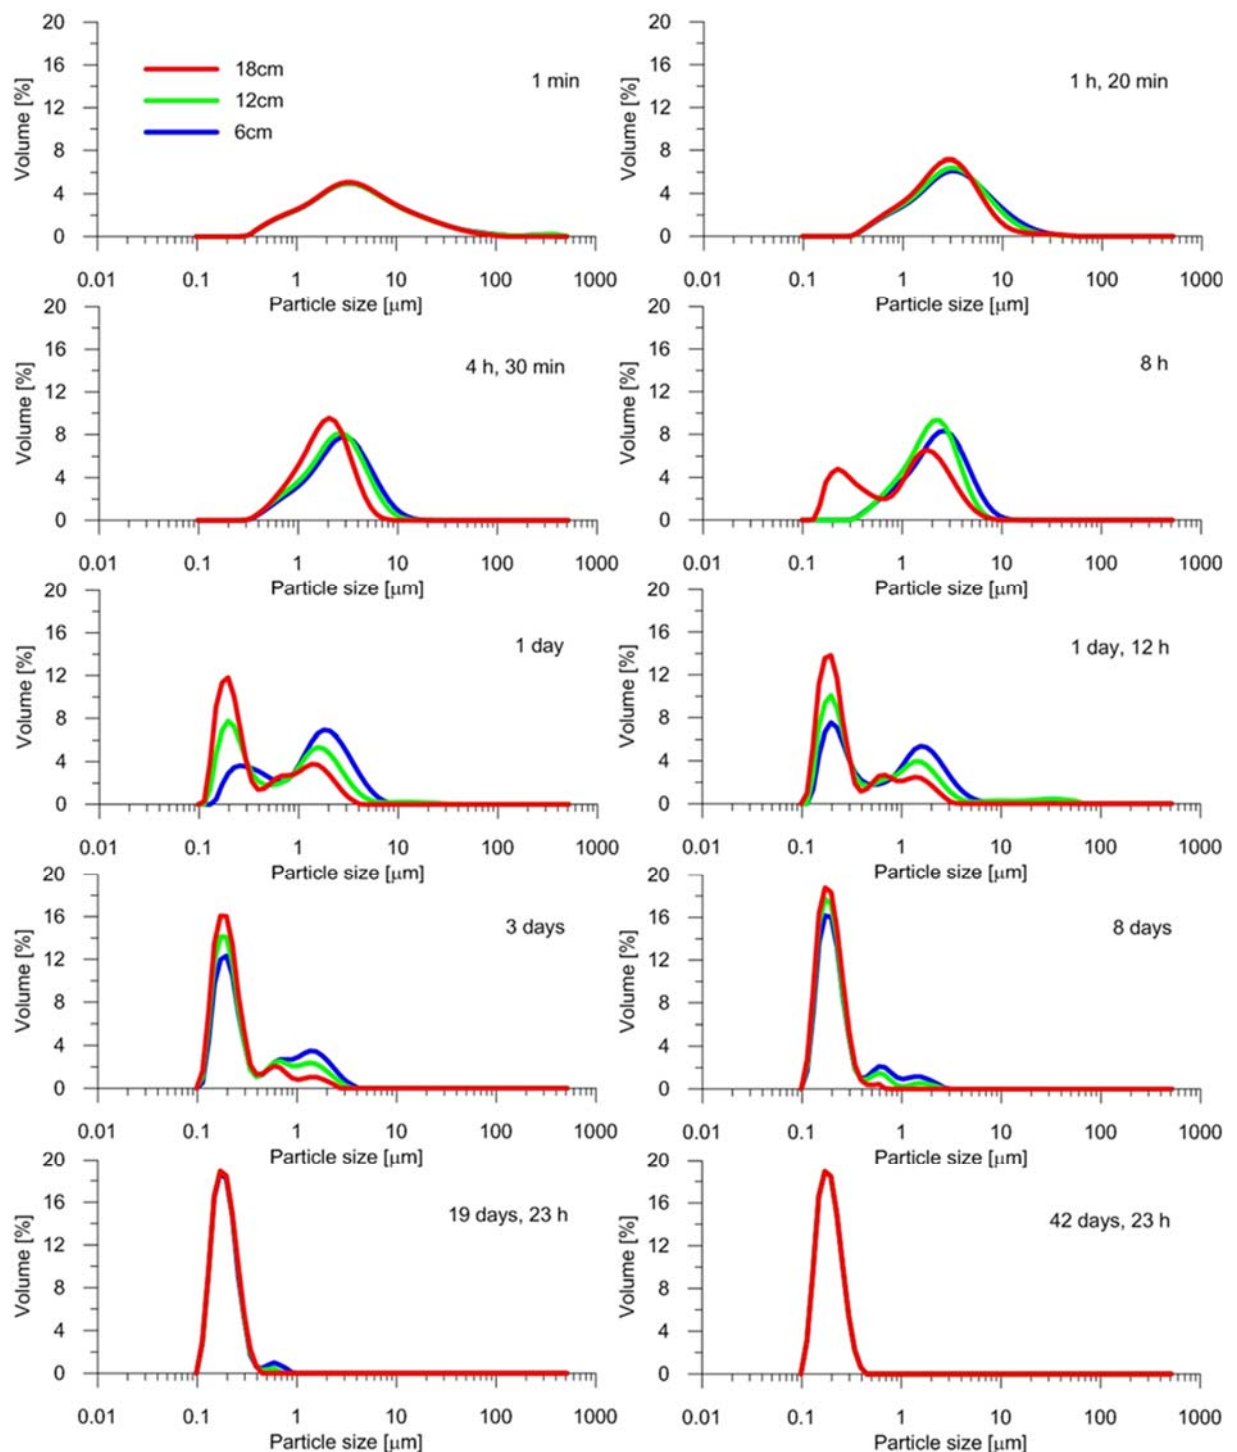 20
16
12
8
4
0
Volume [%]
18cm
12cm
6cm
1 min
0.01 0.1 1 10 100 1000
Particle size [μm]
20
16
12
8
4
0
Volume [%]
1 h, 20 min
0.01 0.1 1 10 100 1000
Particle size [μm]
20
16
12
8
4
0
Volume [%]
4 h, 30 min
0.01 0.1 1 10 100 1000
Particle size [μm]
20
16
12
8
4
0
Volume [%]
8 h
0.01 0.1 1 10 100 1000
Particle size [μm]
20
16
12
8
4
0
Volume [%]
1 day
0.01 0.1 1 10 100 1000
Particle size [μm]
20
16
12
8
4
0
Volume [%]
1 day, 12 h
0.01 0.1 1 10 100 1000
Particle size [μm]
20
16
12
8
4
0
Volume [%]
3 days
0.01 0.1 1 10 100 1000
Particle size [μm]
20
16
12
8
4
0
Volume [%]
8 days
0.01 0.1 1 10 100 1000
Particle size [μm]
20
16
12
8
4
0
Volume [%]
19 days, 23 h
0.01 0.1 1 10 100 1000
Particle size [μm]
20
16
12
8
4
0
Volume [%]
42 days, 23 h
0.01 0.1 1 10 100 1000
Particle size [μm]